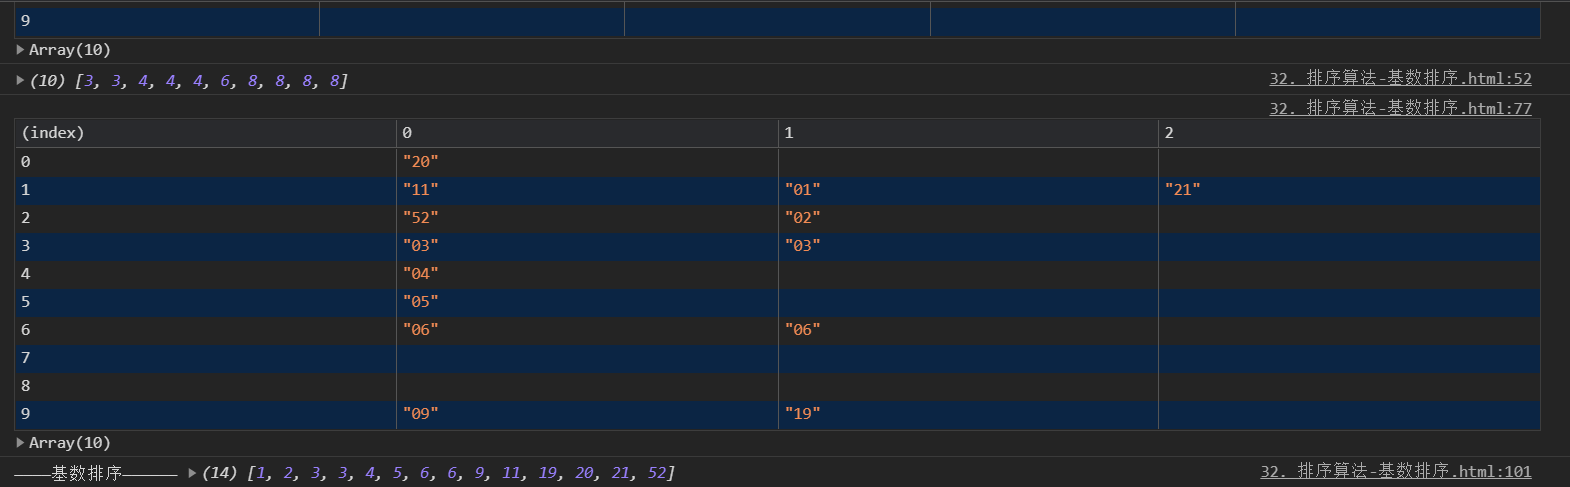 9
▶ Array(10)
▶ (10) [3, 3, 4, 4, 4, 6, 8, 8, 8, 8] 32. 排序算法-基数排序.html:52
32. 排序算法-基数排序.html:77
(index) 0 1 2
0 "20"
1 "11" "01" "21"
2 "52" "02"
3 "03" "03"
4 "04"
5 "05"
6 "06" "06"
7
8
9 "09" "19"
▶ Array(10)
————基数排序—————— ▶ (14) [1, 2, 3, 3, 4, 5, 6, 6, 9, 11, 19, 20, 21, 52] 32. 排序算法-基数排序.html:101